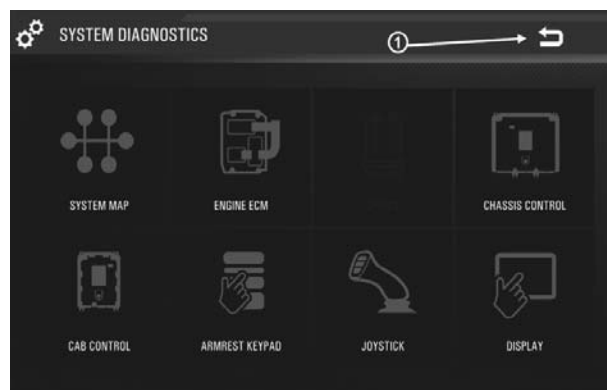 SYSTEM DIAGNOSTICS
1
SYSTEM MAP
ENGINE ECM
CHASSIS CONTROL
CAB CONTROL
ARMREST KEYPAD
JOYSTICK
DISPLAY